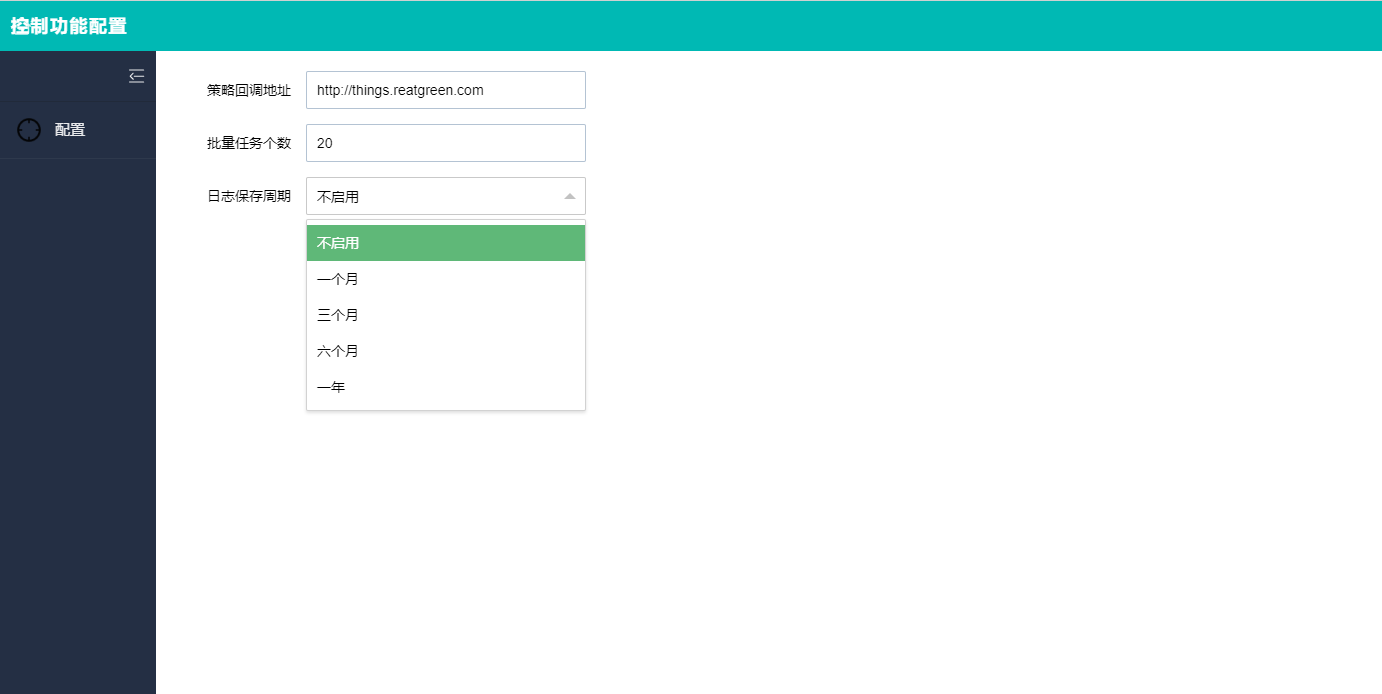 控制功能配置
配置
策略回调地址 http://things.reatgreen.com
批量任务个数 20
日志保存周期 不启用
不启用
一个月
三个月
六个月
一年